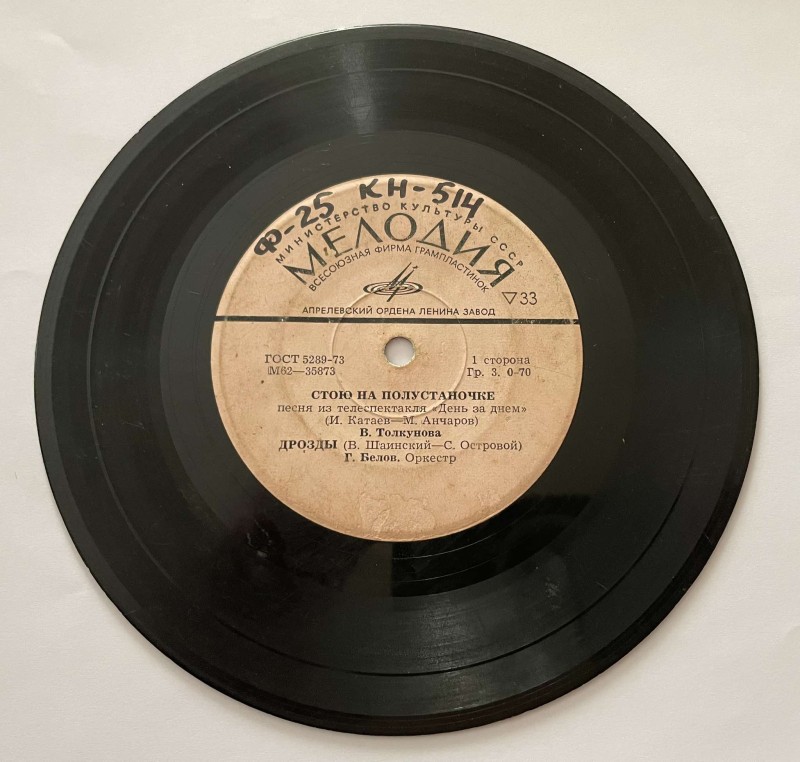 Ф-25 КН-514
МИНИСТЕРСТВО КУЛЬТУРЫ СССР
МЕЛОДИЯ
ВСЕСОЮЗНАЯ ФИРМА ГРАМПЛАСТИНОК
▽33
АПРЕЛЕВСКИЙ ОРДЕНА ЛЕНИНА ЗАВОД
ГОСТ 5289-73 1 сторона
М62—35873 Гр. 3. 0-70
СТОЮ НА ПОЛУСТАНОЧКЕ
песня из телеспектакля «День за днем»
(И. Катаев—М. Анчаров)
В. Толкунова
ДРОЗДЫ (В. Шаинский—С. Островой)
Г. Белов. Оркестр